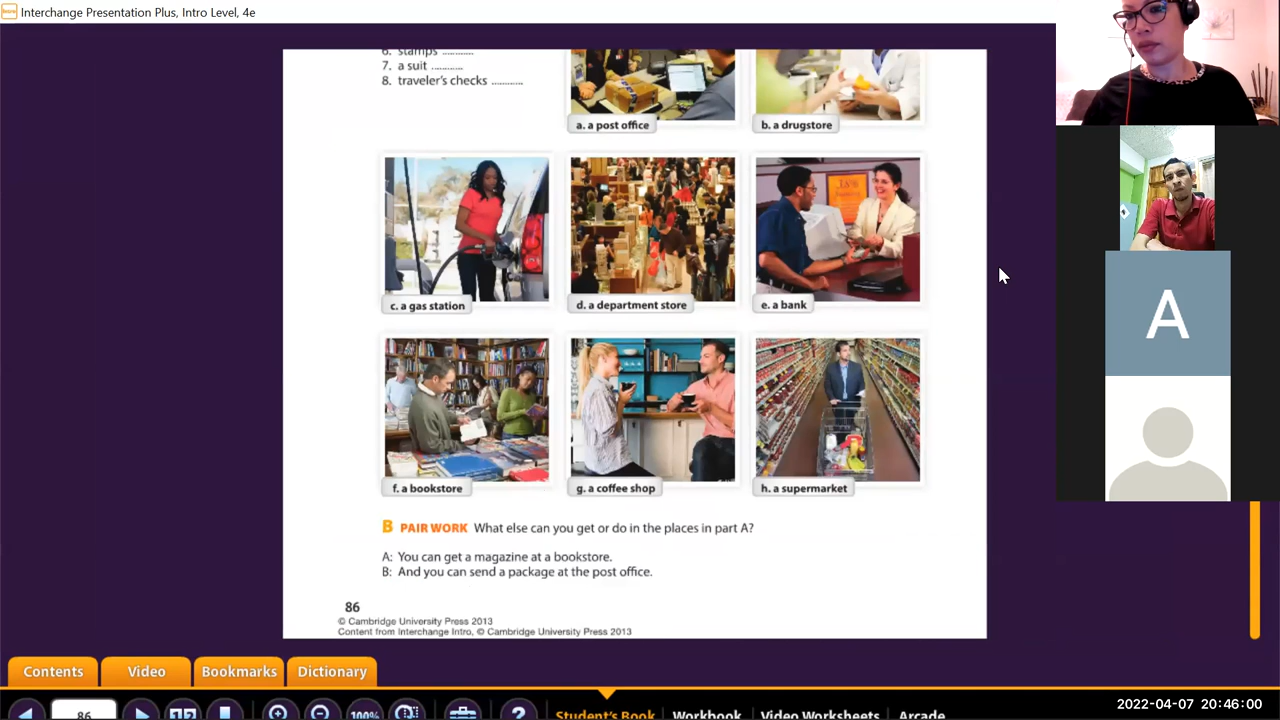 Interchange Presentation Plus, Intro Level, 4e
6. stamps ............
7. a suit ............
8. traveler's checks ............
a. a post office
b. a drugstore
c. a gas station
d. a department store
e. a bank
f. a bookstore
g. a coffee shop
h. a supermarket
B PAIR WORK What else can you get or do in the places in part A?
A: You can get a magazine at a bookstore.
B: And you can send a package at the post office.
86
© Cambridge University Press 2013
Content from Interchange Intro, © Cambridge University Press 2013
A
Contents Video Bookmarks Dictionary
86 100% ? Student's Book Workbook Video Worksheets Arcade
2022-04-07 20:46:00